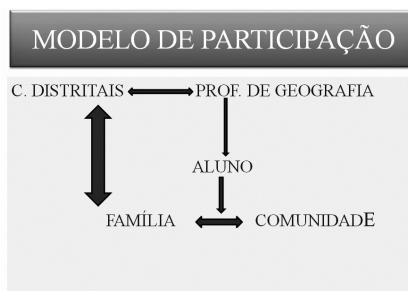 MODELO DE PARTICIPAÇÃO
C. DISTRITAIS PROF. DE GEOGRAFIA
ALUNO
FAMÍLIA COMUNIDADE